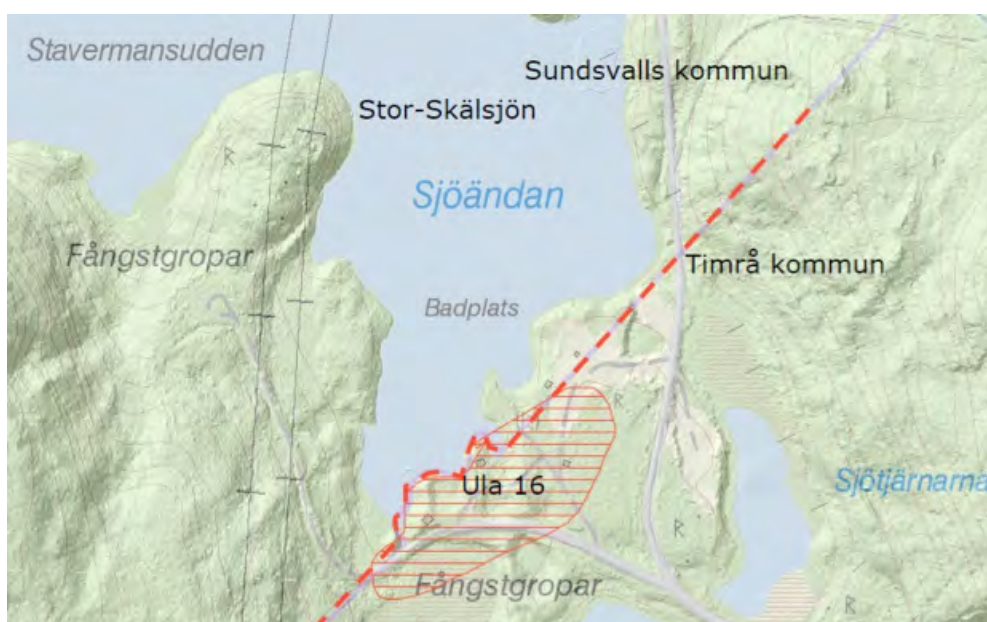 Stavermansudden
Sundsvalls kommun
Stor-Skälsjön
Sjöändan
R
Fångstgropar
Timrå kommun
Badplats
R
Ula 16
Sjötjärnarna
R
Fångstgropar
R